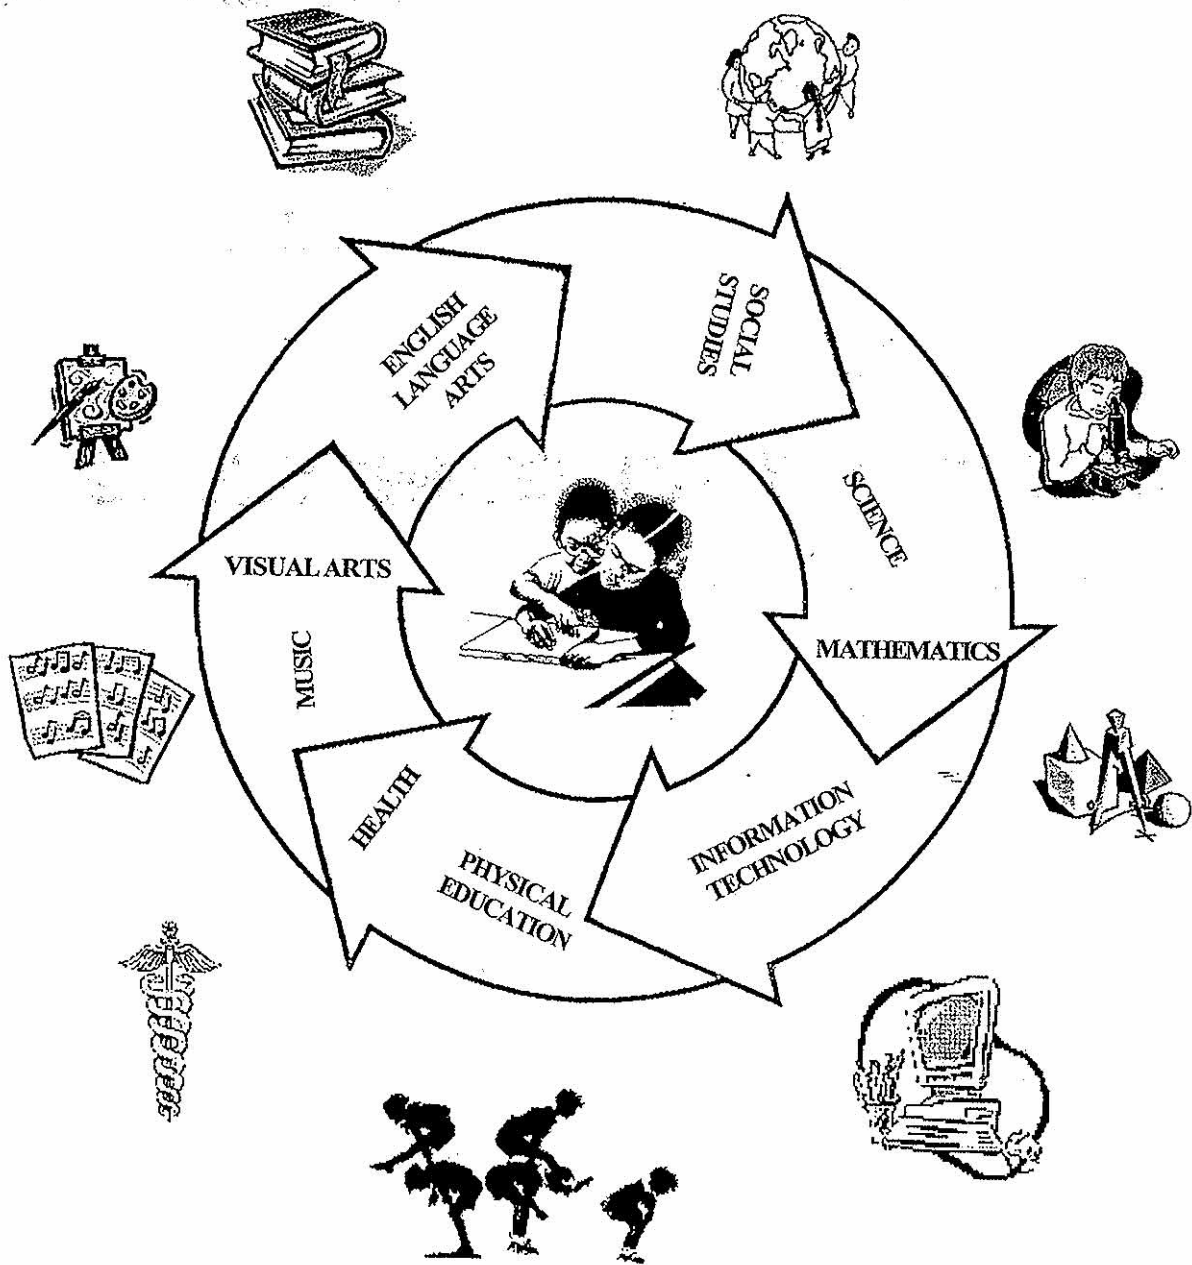 ENGLISH
LANGUAGE
ARTS
SOCIAL
STUDIES
SCIENCE
MATHEMATICS
INFORMATION
TECHNOLOGY
PHYSICAL
EDUCATION
HEALTH
MUSIC
VISUAL ARTS